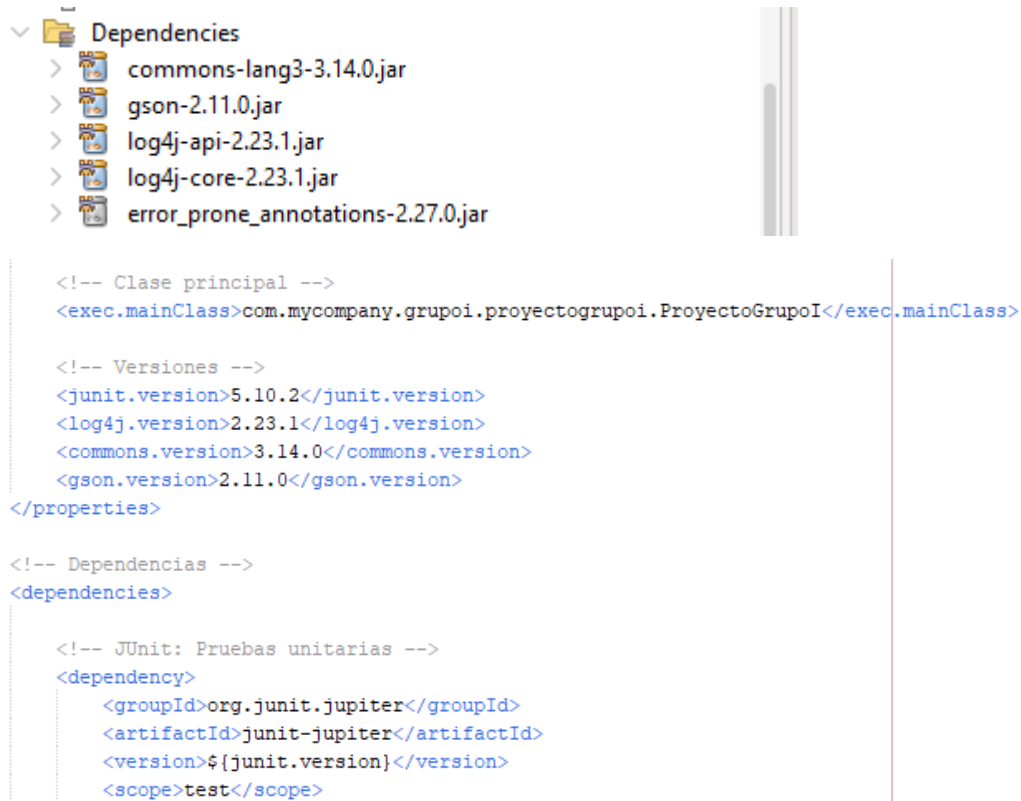 Dependencies
commons-lang3-3.14.0.jar
gson-2.11.0.jar
log4j-api-2.23.1.jar
log4j-core-2.23.1.jar
error_prone_annotations-2.27.0.jar
<!-- Clase principal -->
<exec.mainClass>com.mycompany.grupoi.proyectogrupoi.ProyectoGrupoI</exec.mainClass>
<!-- Versiones -->
<junit.version>5.10.2</junit.version>
<log4j.version>2.23.1</log4j.version>
<commons.version>3.14.0</commons.version>
<gson.version>2.11.0</gson.version>
</properties>
<!-- Dependencias -->
<dependencies>
<!-- JUnit: Pruebas unitarias -->
<dependency>
<groupId>org.junit.jupiter</groupId>
<artifactId>junit-jupiter</artifactId>
<version>${junit.version}</version>
<scope>test</scope>